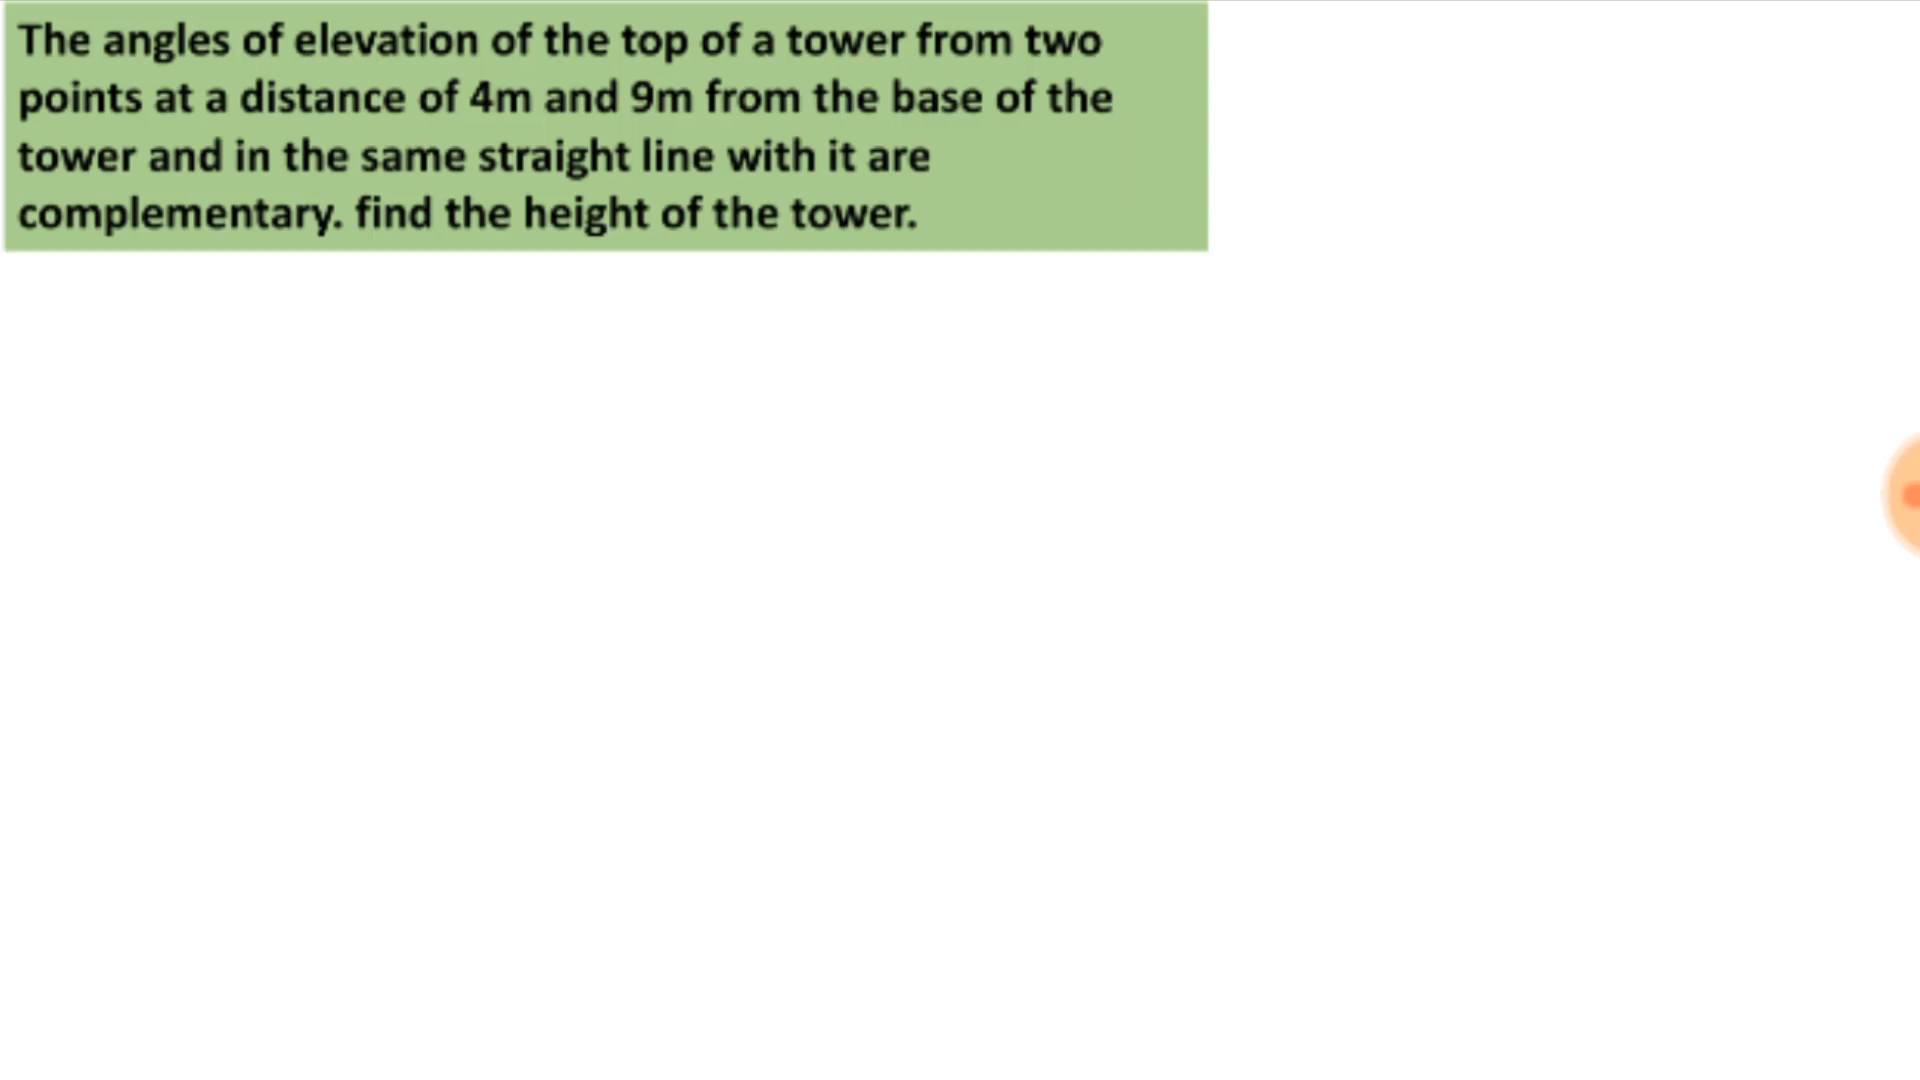 The angles of elevation of the top of a tower from two
points at a distance of 4m and 9m from the base of the
tower and in the same straight line with it are
complementary. find the height of the tower.